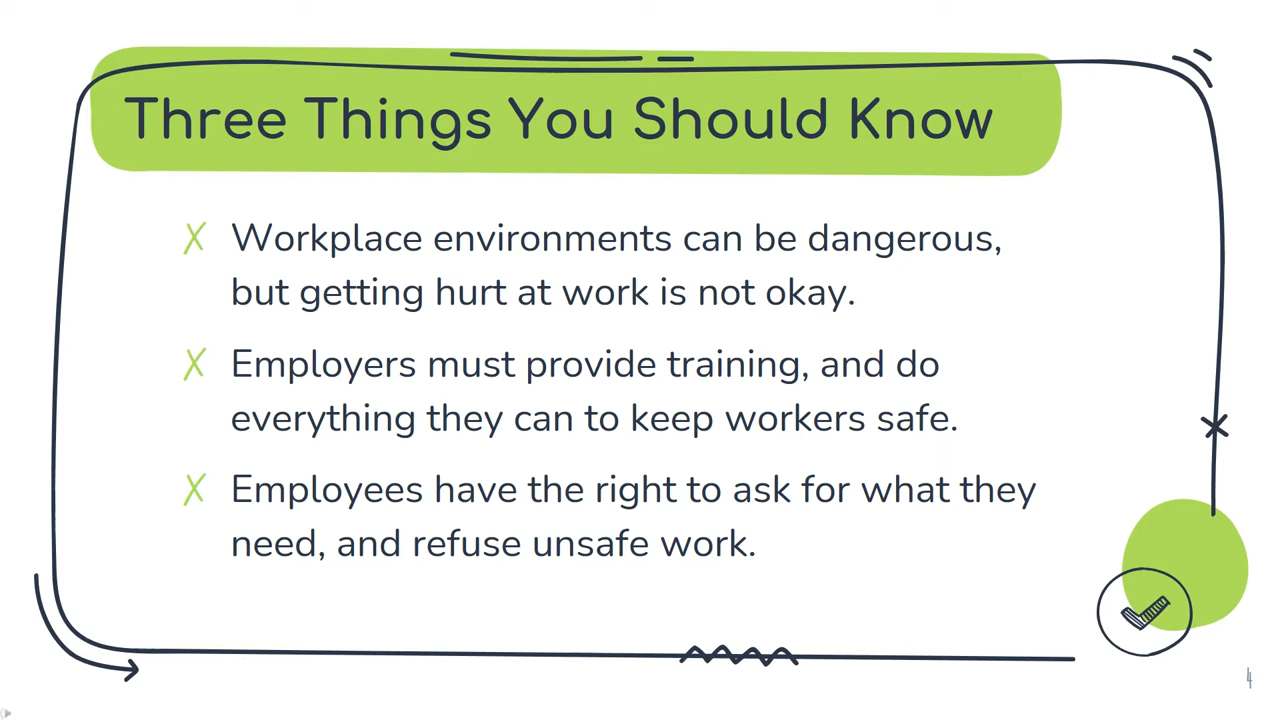 Three Things You Should Know
Workplace environments can be dangerous,
but getting hurt at work is not okay.
Employers must provide training, and do
everything they can to keep workers safe.
Employees have the right to ask for what they
need, and refuse unsafe work.
4